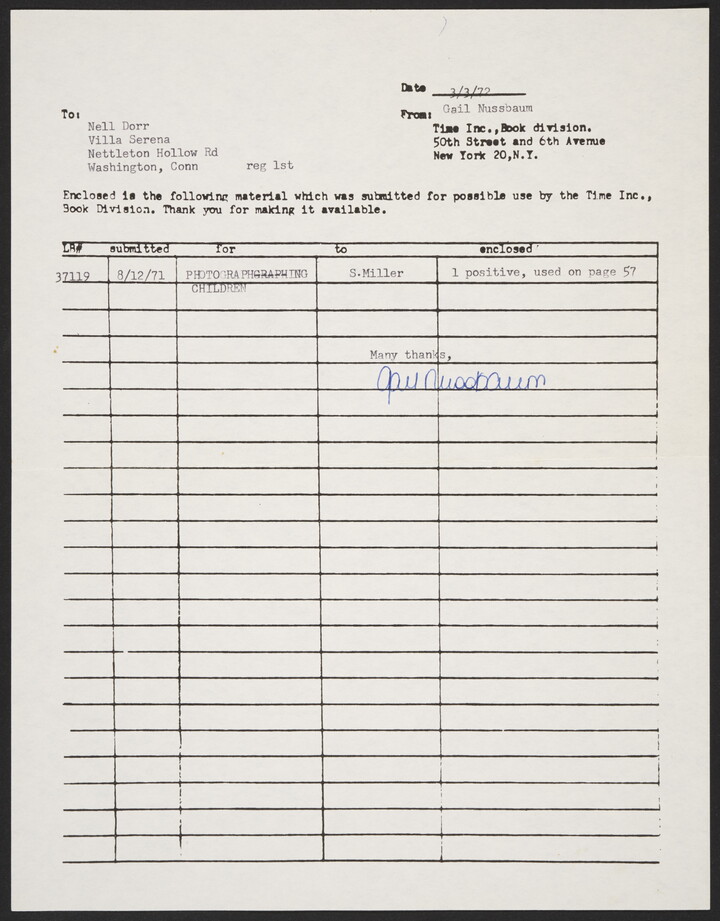 Date 3/3/72
To:
From: Gail Nussbaum
Nell Dorr
Time Inc.,Book division.
Villa Serena
50th Street and 6th Avenue
Nettleton Hollow Rd
New York 20,N.Y.
Washington, Conn reg 1st
Enclosed is the following material which was submitted for possible use by the Time Inc.,
Book Division. Thank you for making it available.
LR# submitted for to enclosed
37119 8/12/71 PHOTOGRAPHGRAPHING S.Miller 1 positive, used on page 57
CHILDREN
Many thanks,
Gail Nussbaum